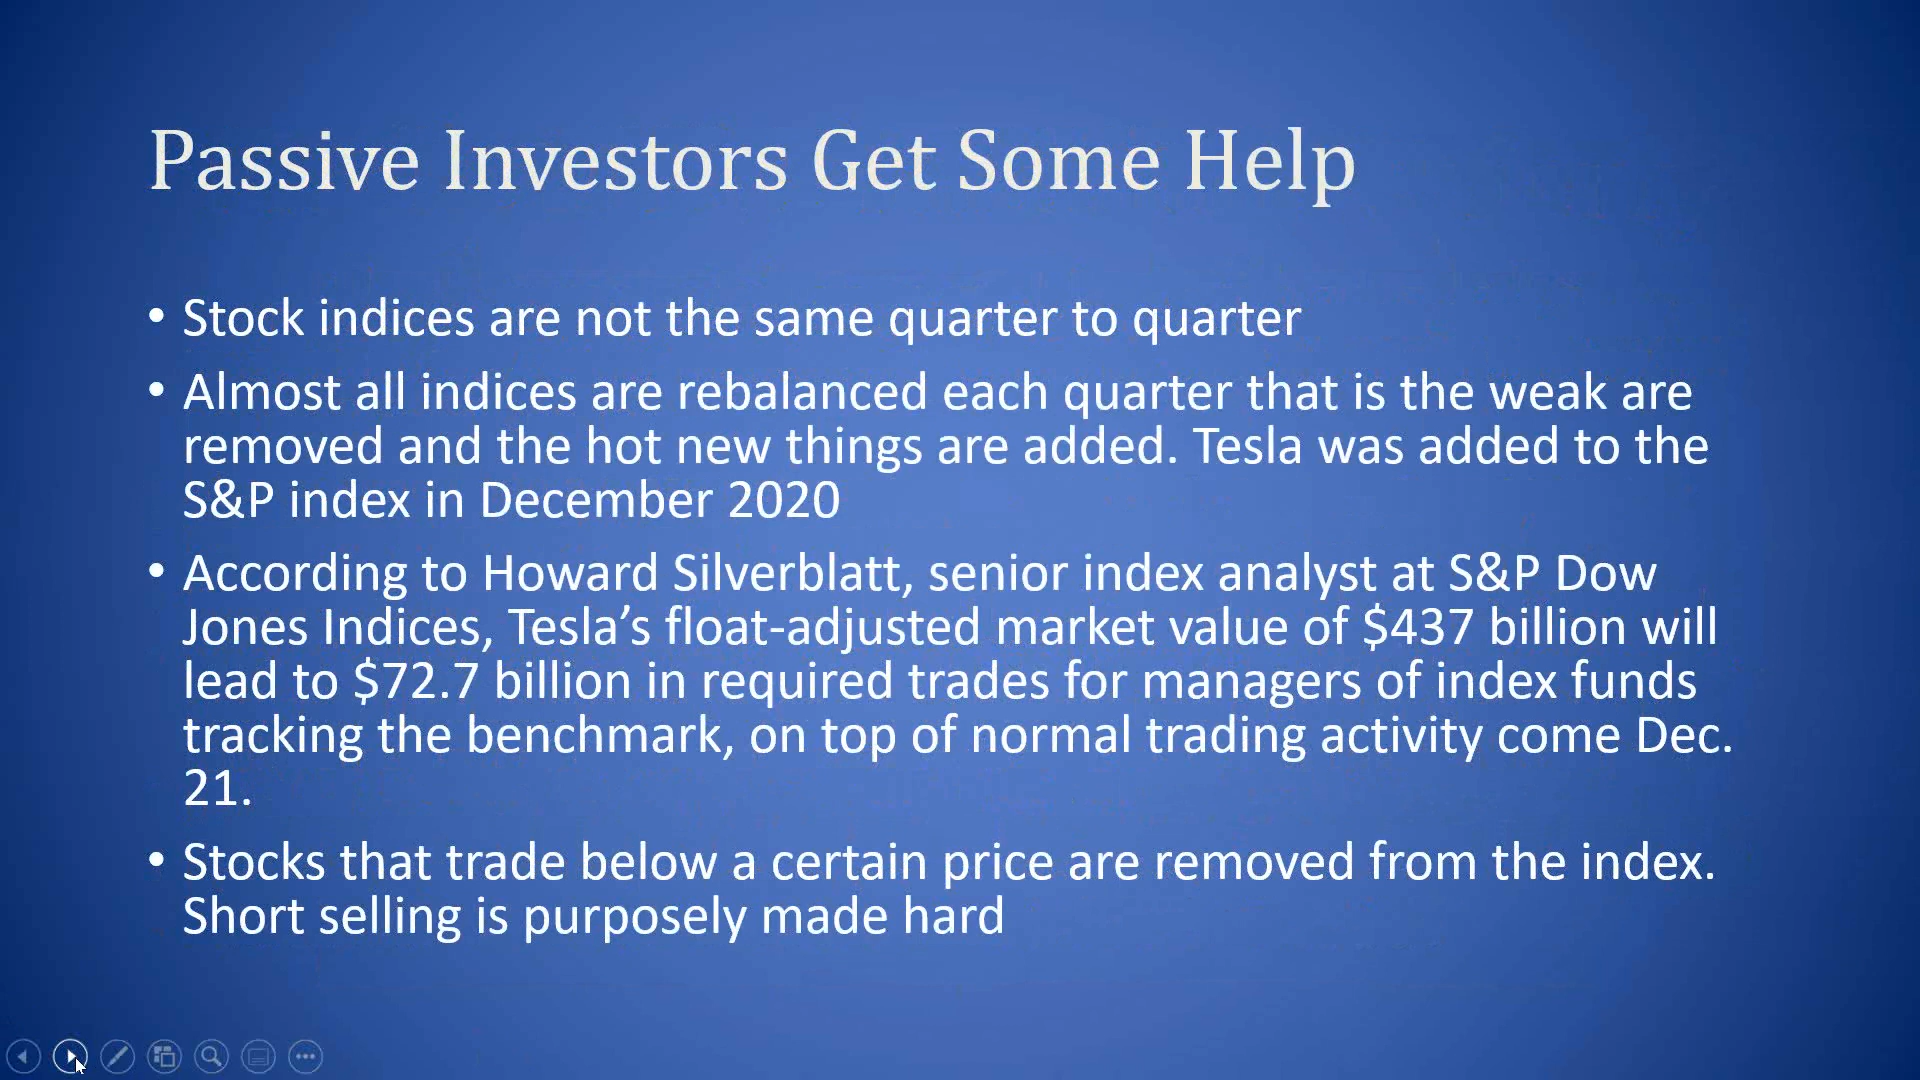 Passive Investors Get Some Help
• Stock indices are not the same quarter to quarter
• Almost all indices are rebalanced each quarter that is the weak are
removed and the hot new things are added. Tesla was added to the
S&P index in December 2020
• According to Howard Silverblatt, senior index analyst at S&P Dow
Jones Indices, Tesla’s float-adjusted market value of $437 billion will
lead to $72.7 billion in required trades for managers of index funds
tracking the benchmark, on top of normal trading activity come Dec.
21.
• Stocks that trade below a certain price are removed from the index.
Short selling is purposely made hard